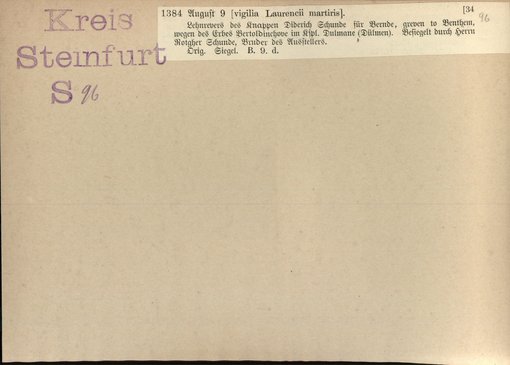 Kreis
Steinfurt
S 96
1384 August 9 [vigilia Laurencii martiris].
[34
96
Lehnrevers des Knappen Diderich Schunde für Bernde, greven to Benthem,
wegen des Erbes Bertoldinchove im Kspl. Dulmane (Dülmen). Besiegelt durch Herrn
Rotgher Schunde, Bruder des Ausstellers.
Orig. Siegel. B. 9. d.